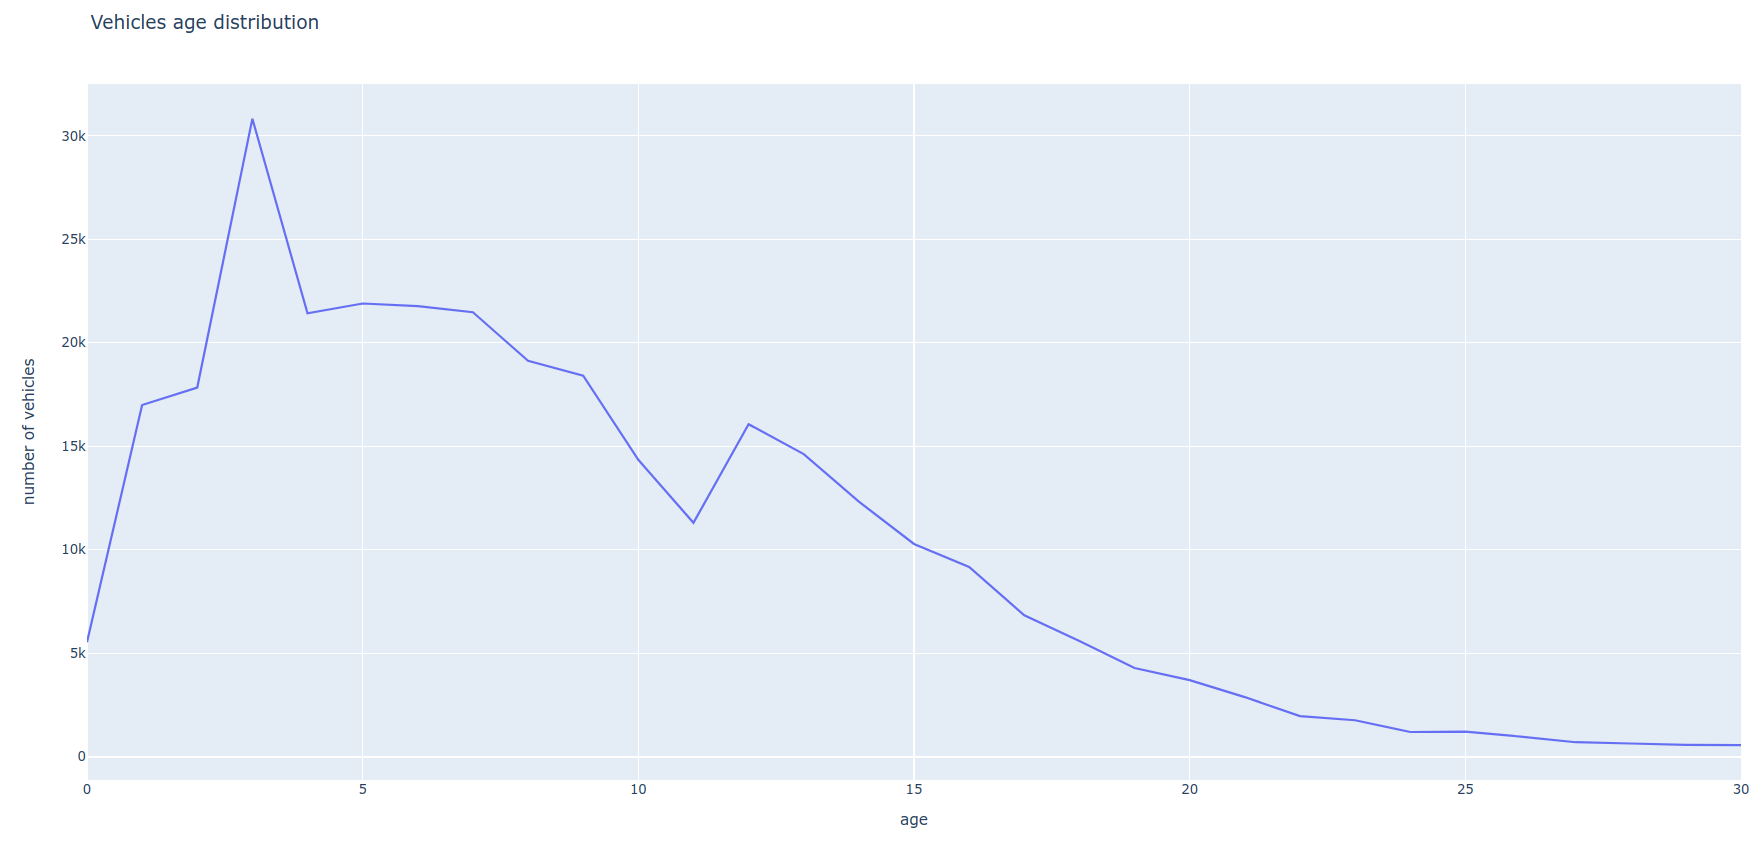 Vehicles age distribution
30k
25k
20k
15k
10k
5k
0
number of vehicles
0 5 10 15 20 25 30
age